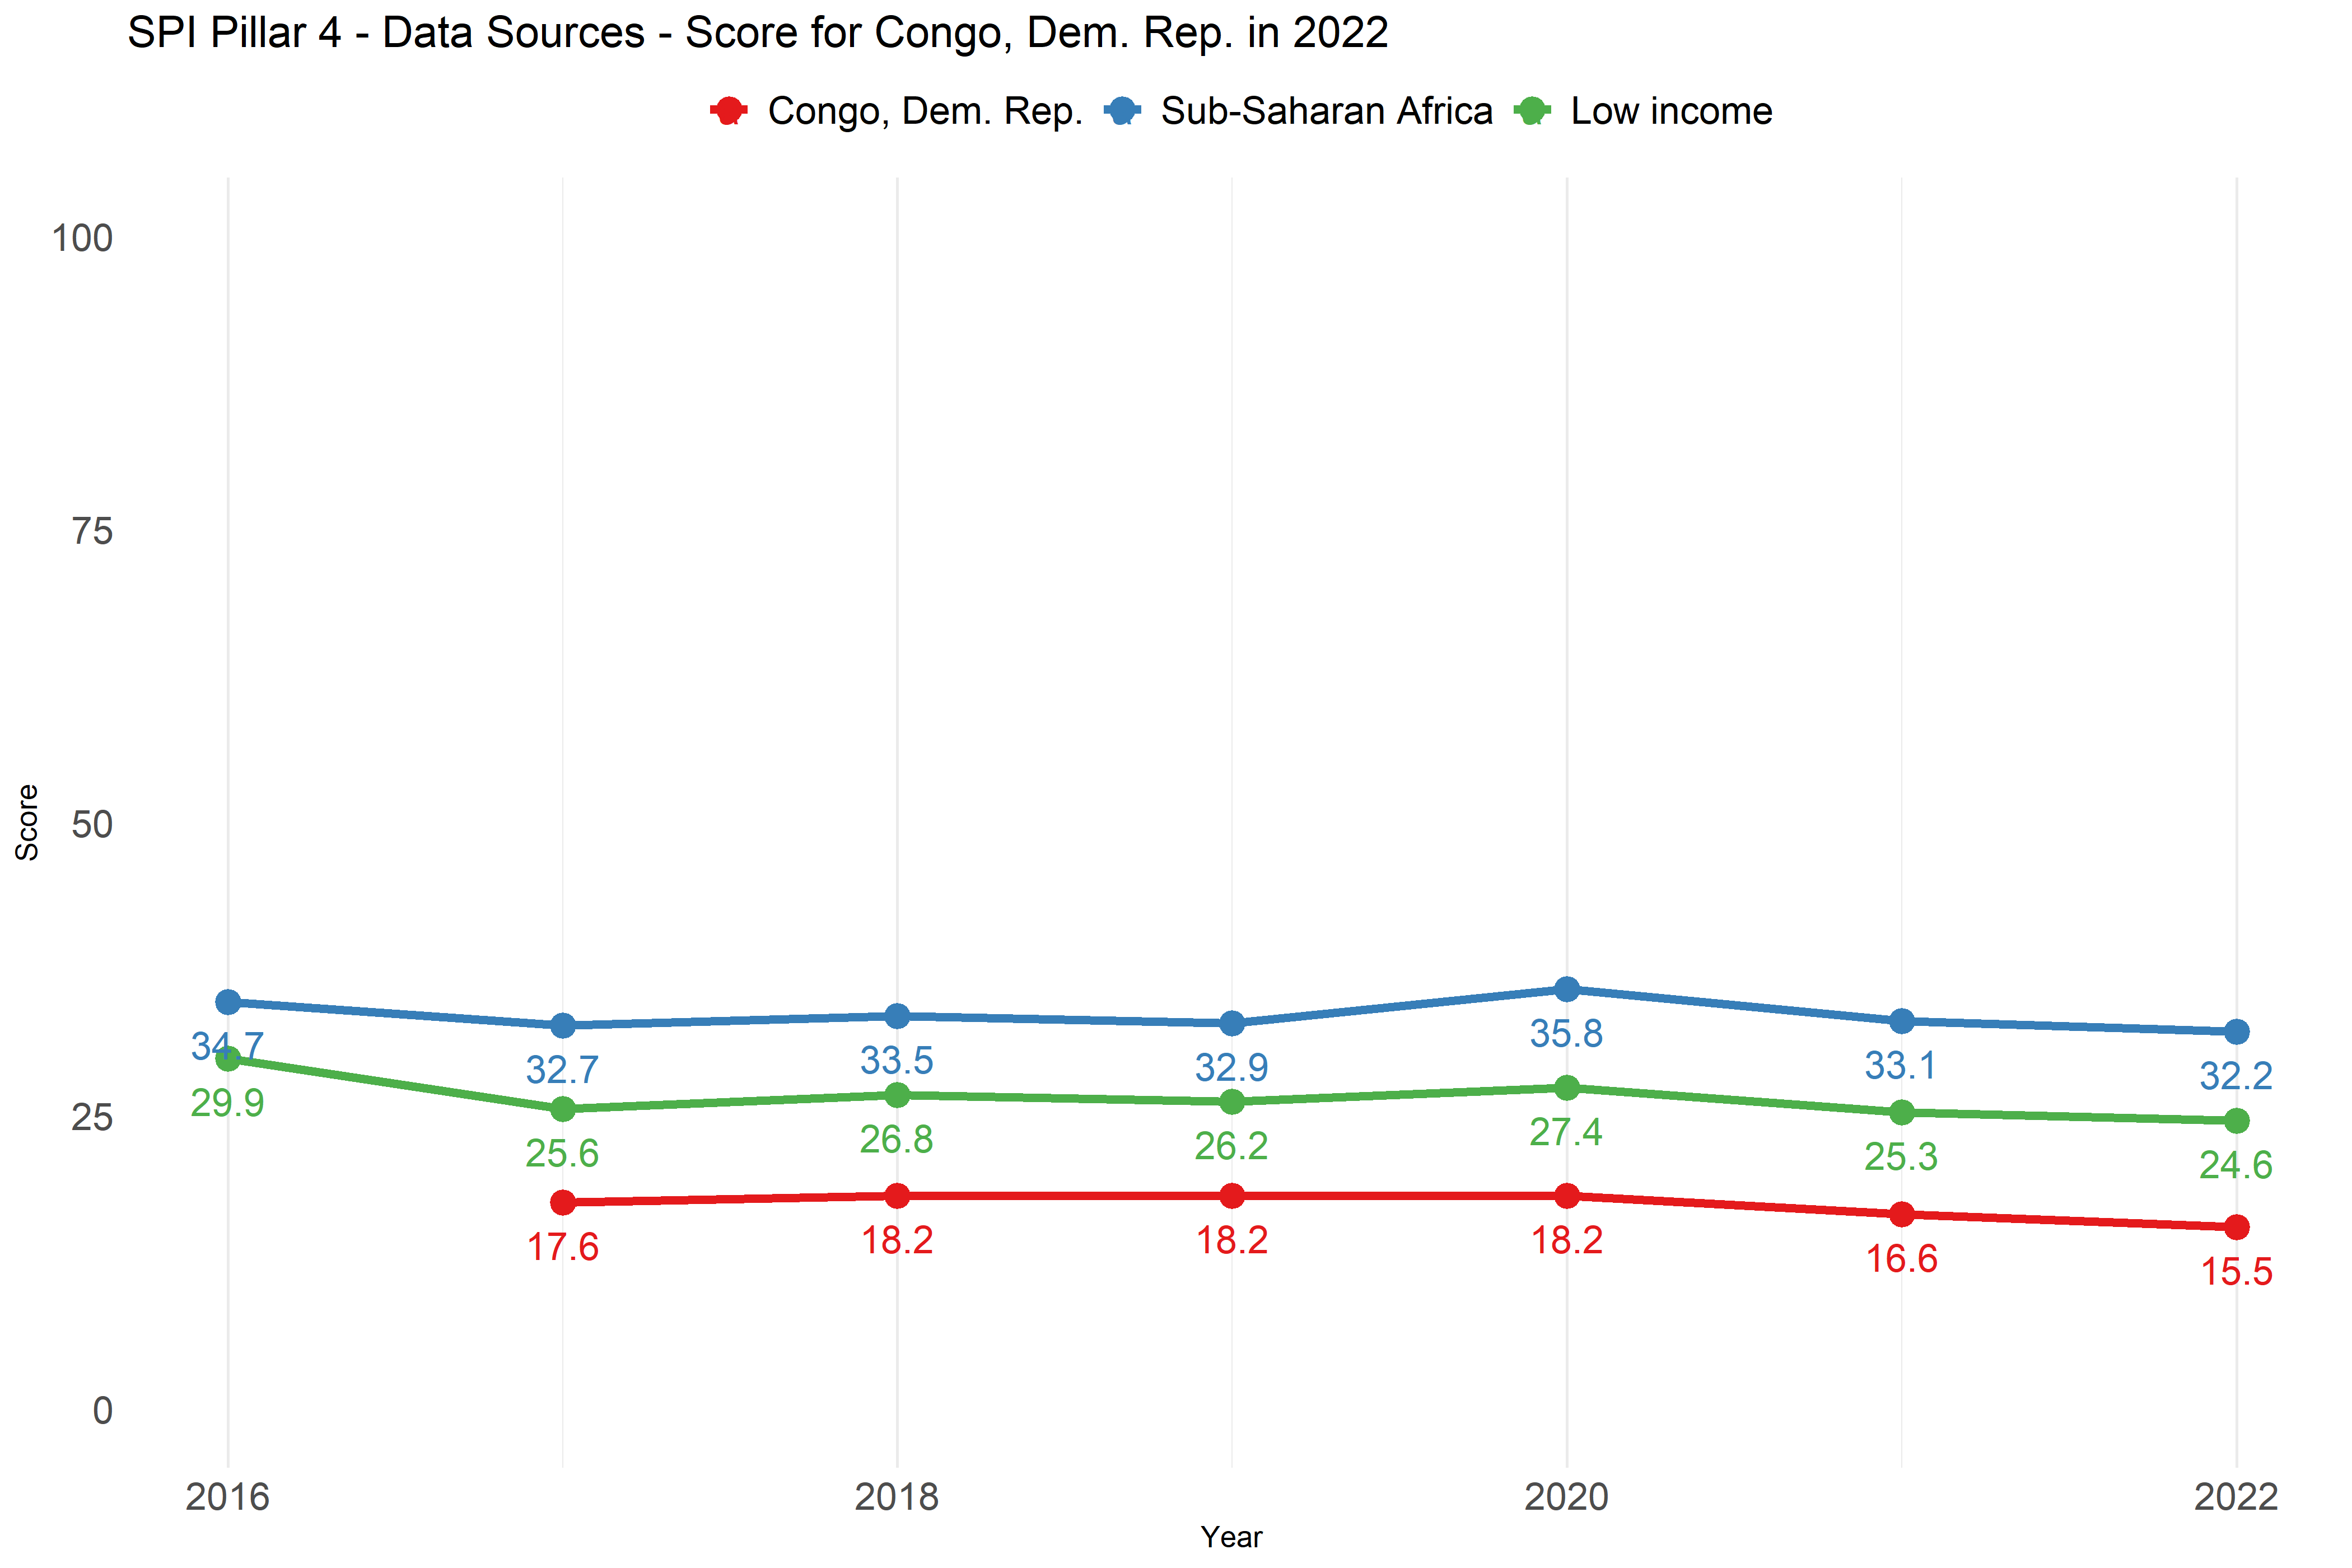 SPI Pillar 4 - Data Sources - Score for Congo, Dem. Rep. in 2022
Congo, Dem. Rep. Sub-Saharan Africa Low income
100
75
50
25
0
Score
34.7 32.7 33.5 32.9 35.8 33.1 32.2
29.9 25.6 26.8 26.2 27.4 25.3 24.6
17.6 18.2 18.2 18.2 16.6 15.5
2016 2018 2020 2022
Year